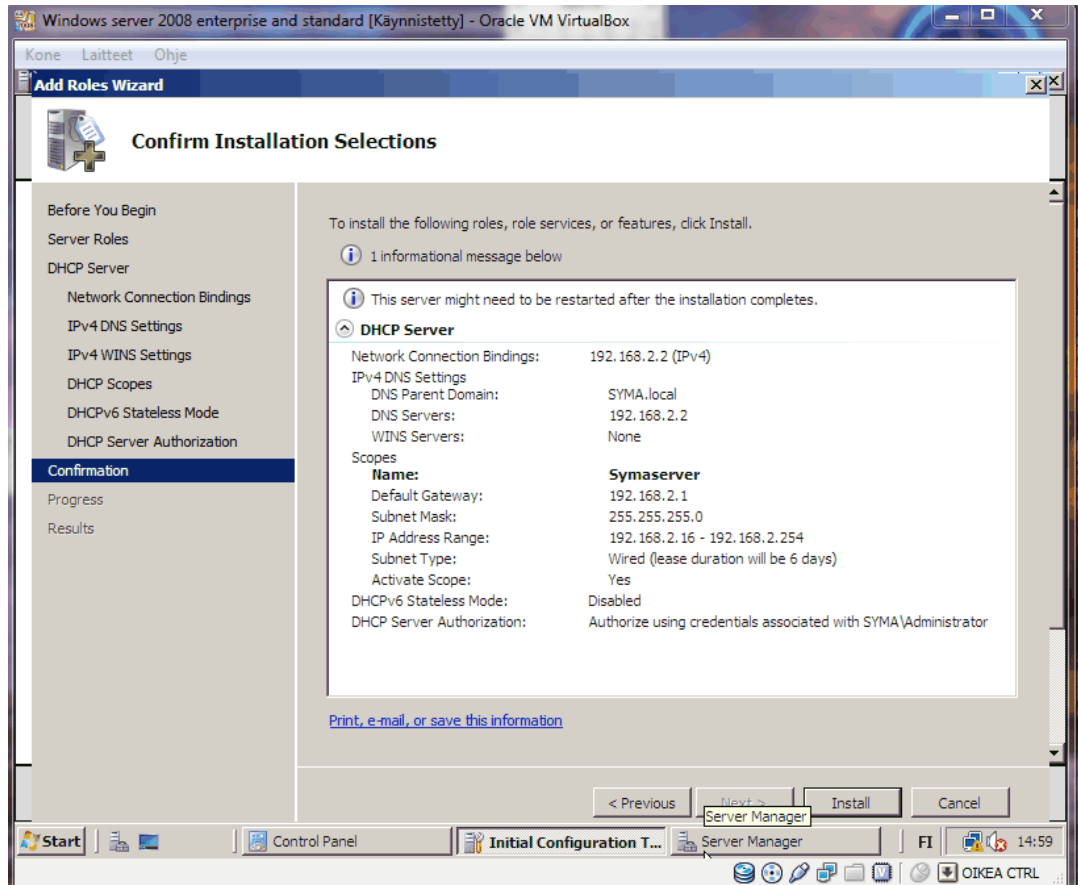 Windows server 2008 enterprise and standard [Käynnistetty] - Oracle VM VirtualBox
Kone Laitteet Ohje
Add Roles Wizard
Confirm Installation Selections
Before You Begin
Server Roles
DHCP Server
Network Connection Bindings
IPv4 DNS Settings
IPv4 WINS Settings
DHCP Scopes
DHCPv6 Stateless Mode
DHCP Server Authorization
Confirmation
Progress
Results
To install the following roles, role services, or features, click Install.
1 informational message below
This server might need to be restarted after the installation completes.
DHCP Server
Network Connection Bindings: 192.168.2.2 (IPv4)
IPv4 DNS Settings
DNS Parent Domain: SYMA.local
DNS Servers: 192.168.2.2
WINS Servers: None
Scopes
Name: Symaserver
Default Gateway: 192.168.2.1
Subnet Mask: 255.255.255.0
IP Address Range: 192.168.2.16 - 192.168.2.254
Subnet Type: Wired (lease duration will be 6 days)
Activate Scope: Yes
DHCPv6 Stateless Mode: Disabled
DHCP Server Authorization: Authorize using credentials associated with SYMA\Administrator
Print, e-mail, or save this information
< Previous Next > Install Cancel
Server Manager
Start Control Panel Initial Configuration T... Server Manager FI 14:59
OIKEA CTRL